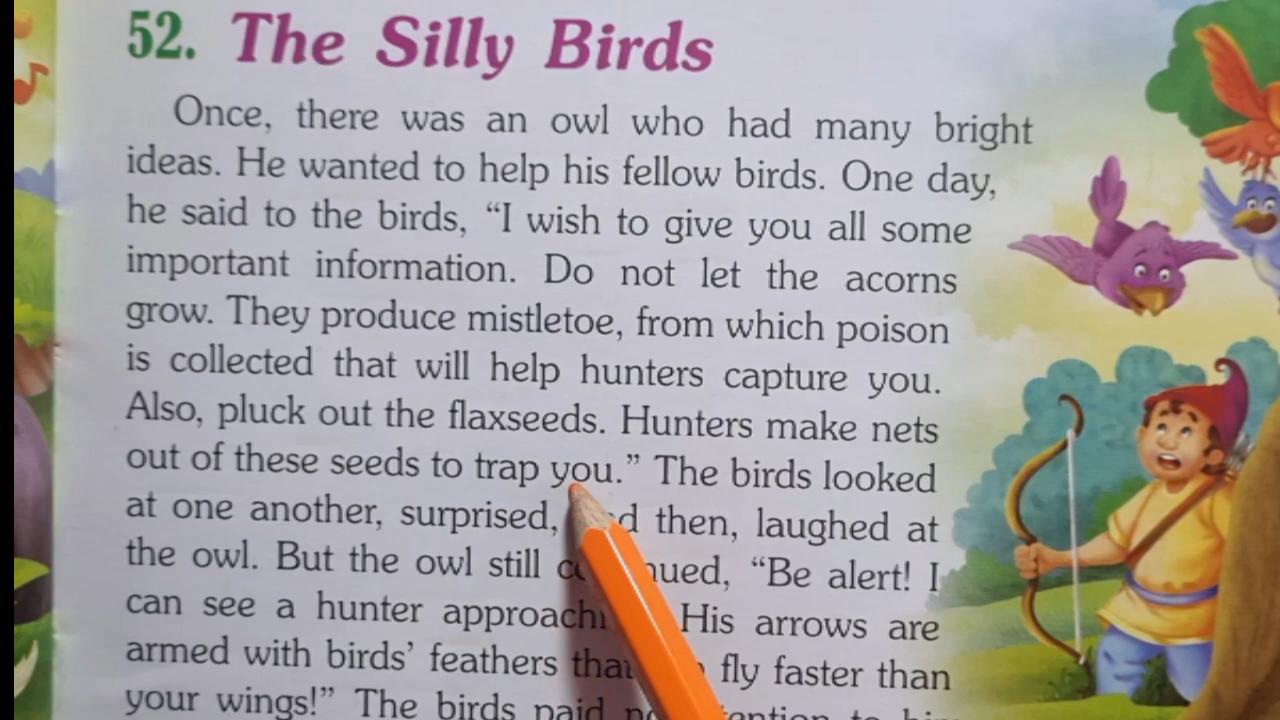 52. The Silly Birds
Once, there was an owl who had many bright
ideas. He wanted to help his fellow birds. One day,
he said to the birds, “I wish to give you all some
important information. Do not let the acorns
grow. They produce mistletoe, from which poison
is collected that will help hunters capture you.
Also, pluck out the flaxseeds. Hunters make nets
out of these seeds to trap you.” The birds looked
at one another, surprised, then, laughed at
the owl. But the owl still “Be alert! I
can see a hunter His arrows are
armed with birds’ feathers fly faster than
your wings!” The birds paid